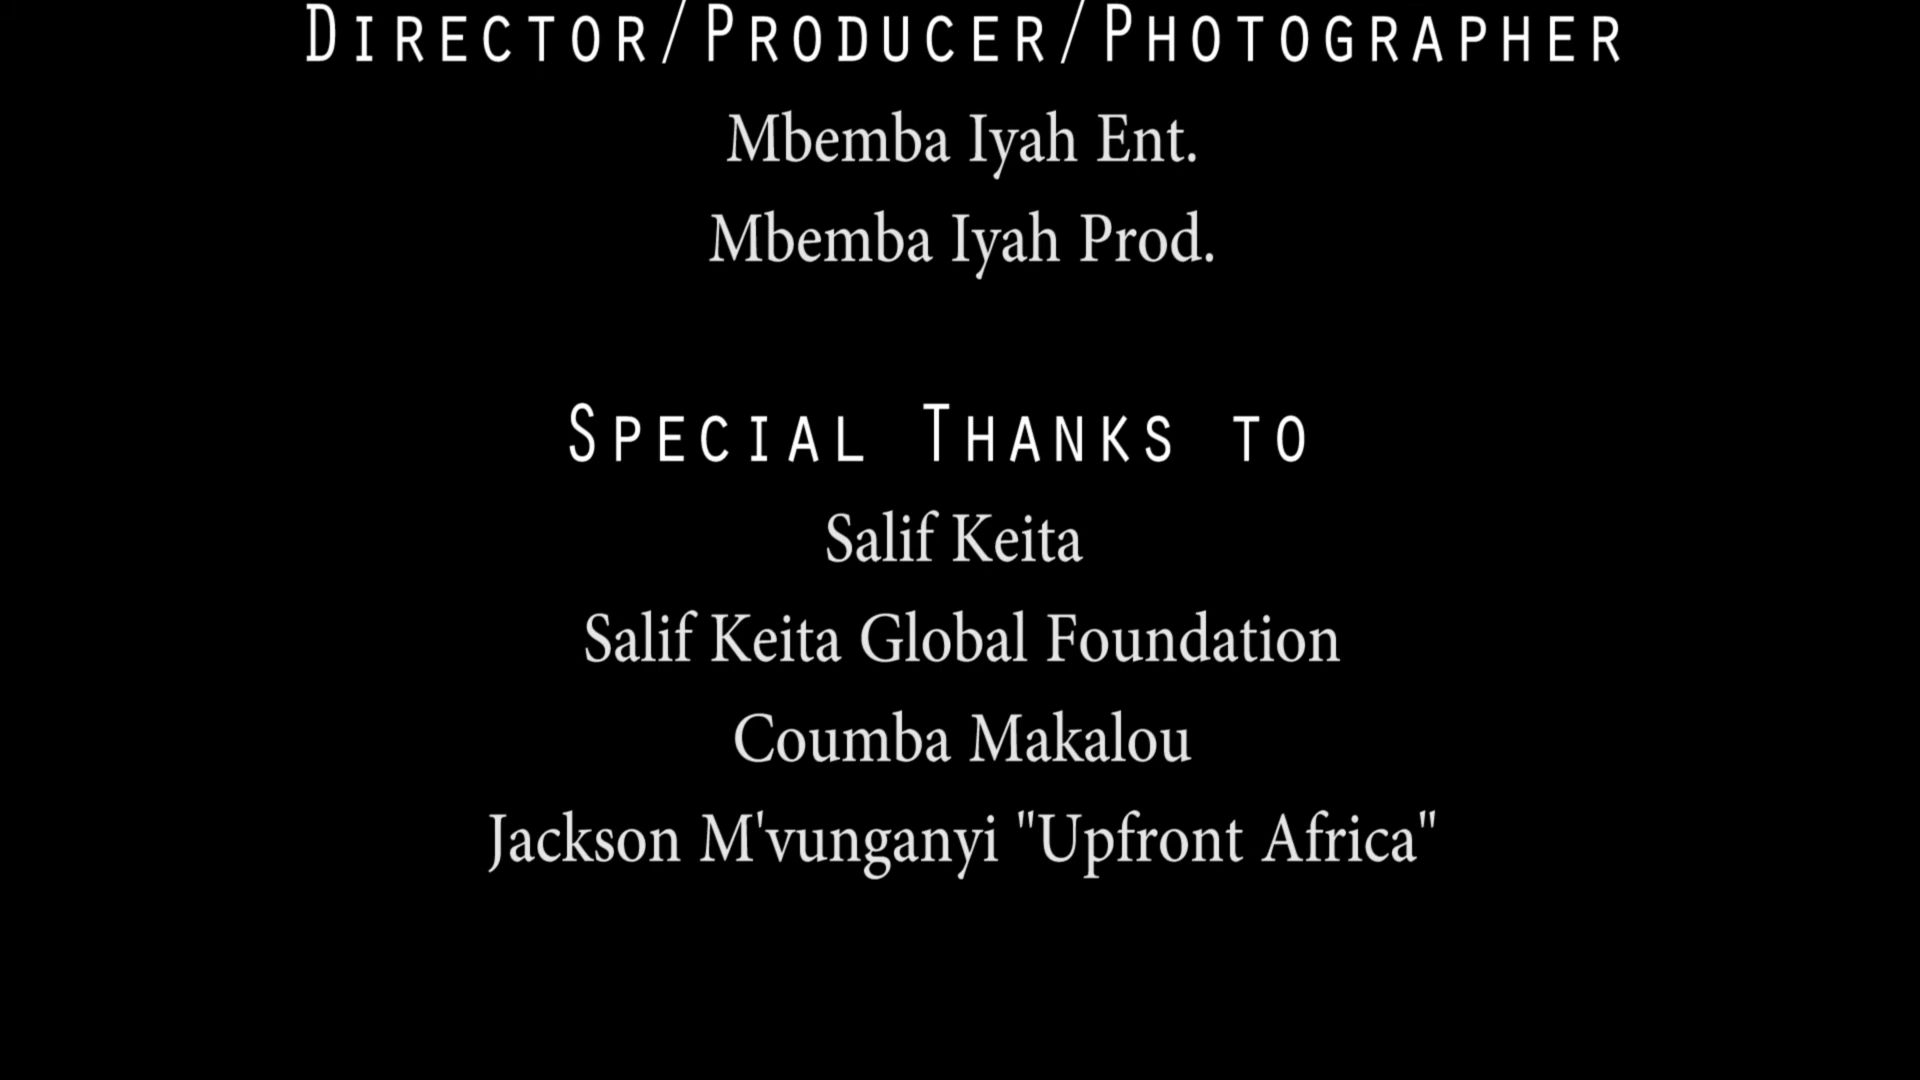 DIRECTOR/PRODUCER/PHOTOGRAPHER
Mbemba Iyah Ent.
Mbemba Iyah Prod.
SPECIAL THANKS TO
Salif Keita
Salif Keita Global Foundation
Coumba Makalou
Jackson M'vunganyi "Upfront Africa"